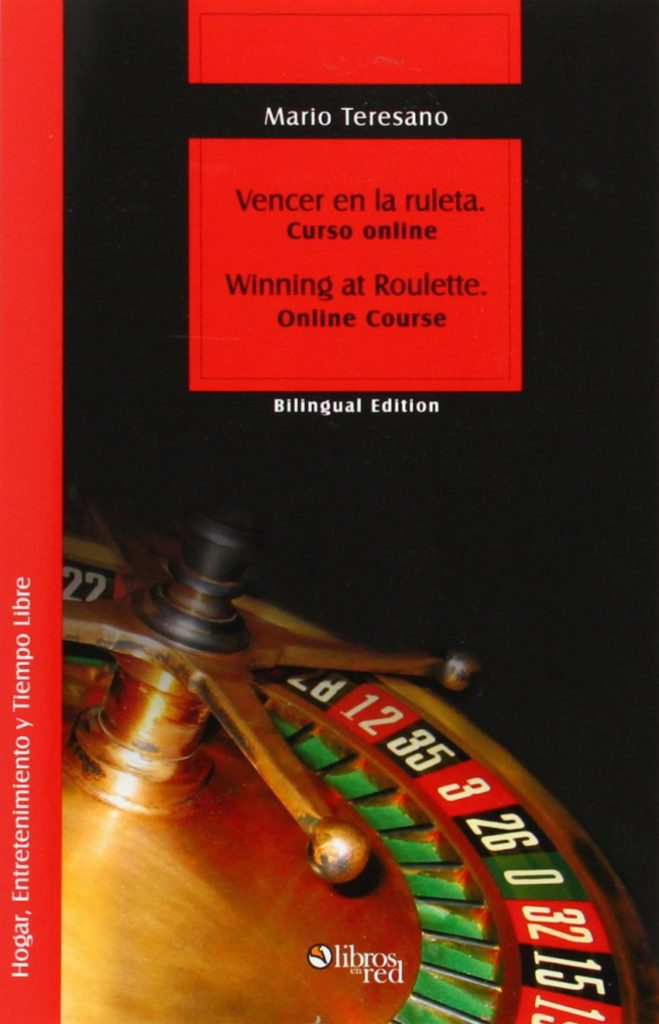 Mario Teresano
Vencer en la ruleta.
Curso online
Winning at Roulette.
Online Course
Bilingual Edition
Hogar, Entretenimiento y Tiempo Libre
22
28
12
35
3
26
0
32
15
libros
en
red